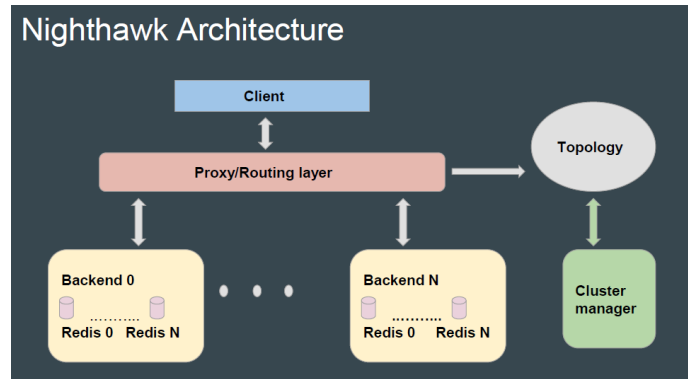 Nighthawk Architecture
Client
Proxy/Routing layer
Topology
Backend 0
..........
Redis 0 Redis N
Backend N
...........
Redis 0 Redis N
Cluster
manager